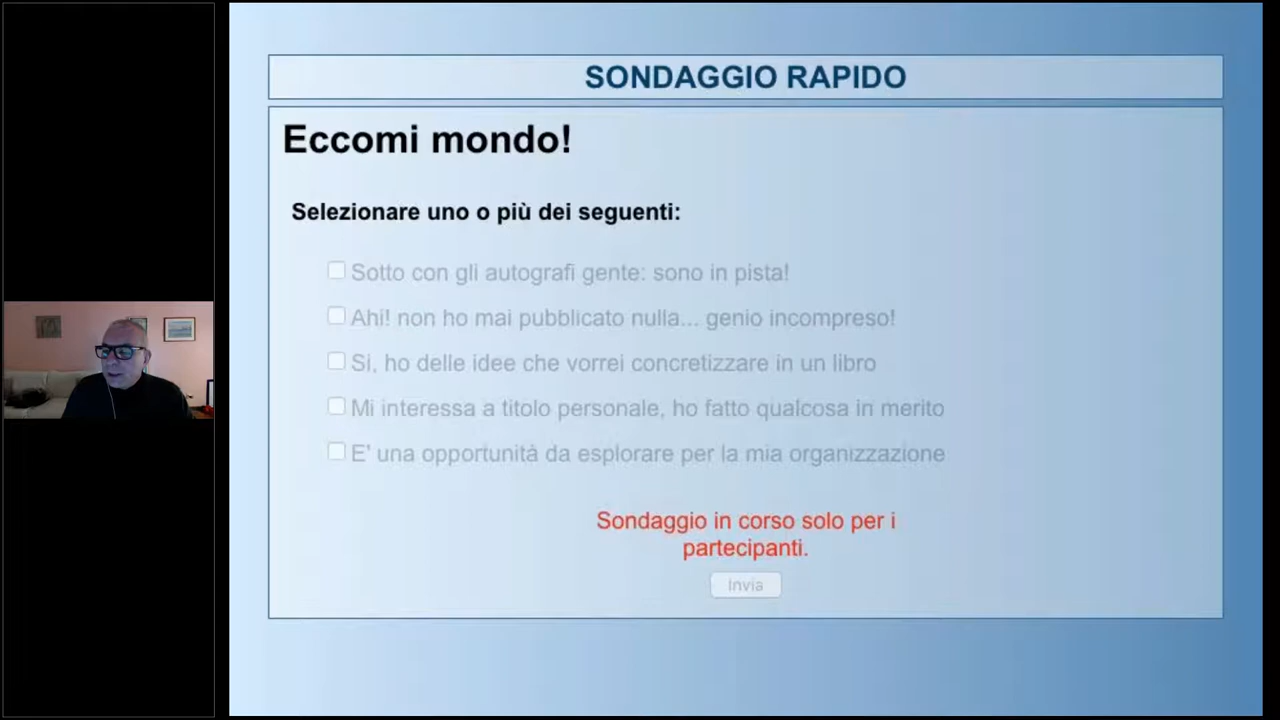 SONDAGGIO RAPIDO
Eccomi mondo!
Selezionare uno o più dei seguenti:
Sotto con gli autografi gente: sono in pista!
Ahi! non ho mai pubblicato nulla... genio incompreso!
Si, ho delle idee che vorrei concretizzare in un libro
Mi interessa a titolo personale, ho fatto qualcosa in merito
E' una opportunità da esplorare per la mia organizzazione
Sondaggio in corso solo per i
partecipanti.
Invia